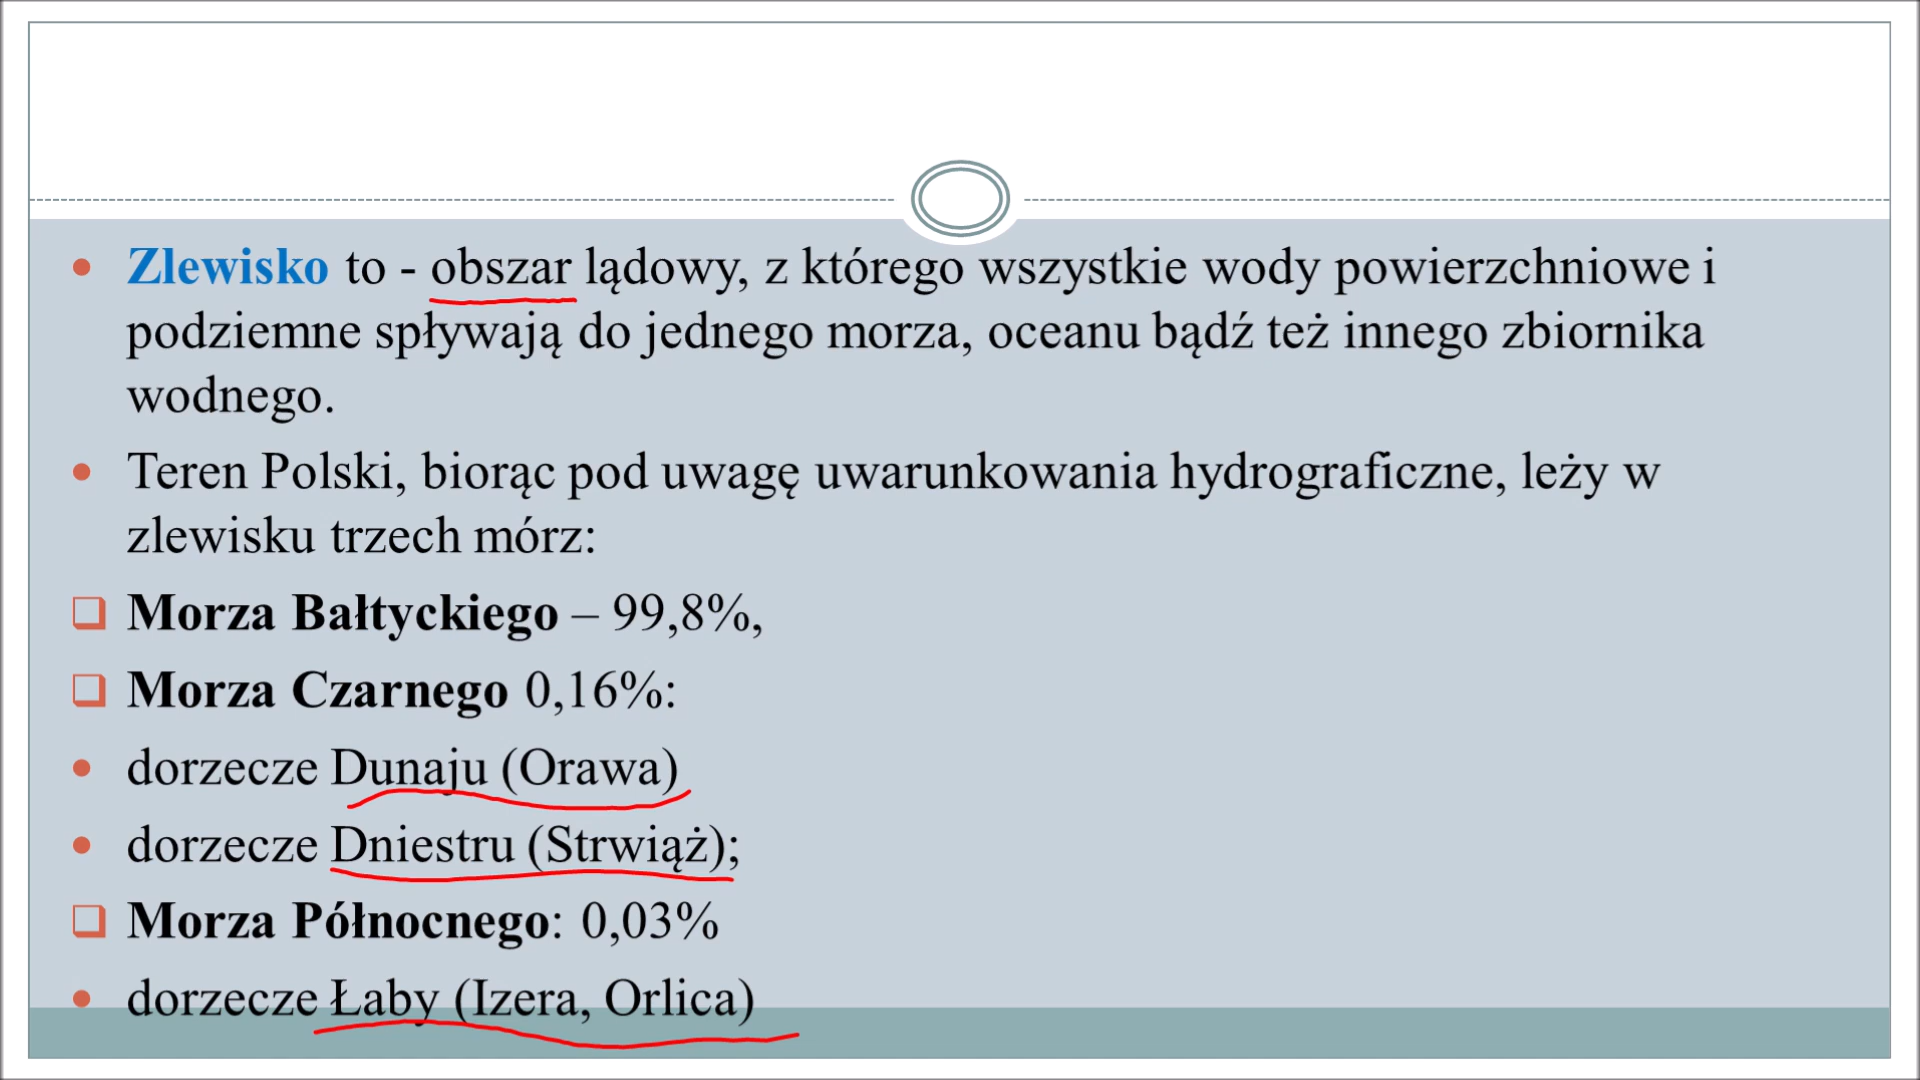 Zlewisko to - obszar lądowy, z którego wszystkie wody powierzchniowe i
podziemne spływają do jednego morza, oceanu bądź też innego zbiornika
wodnego.
Teren Polski, biorąc pod uwagę uwarunkowania hydrograficzne, leży w
zlewisku trzech mórz:
Morza Bałtyckiego – 99,8%,
Morza Czarnego 0,16%:
dorzecze Dunaju (Orawa)
dorzecze Dniestru (Strwiąż);
Morza Północnego: 0,03%
dorzecze Łaby (Izera, Orlica)